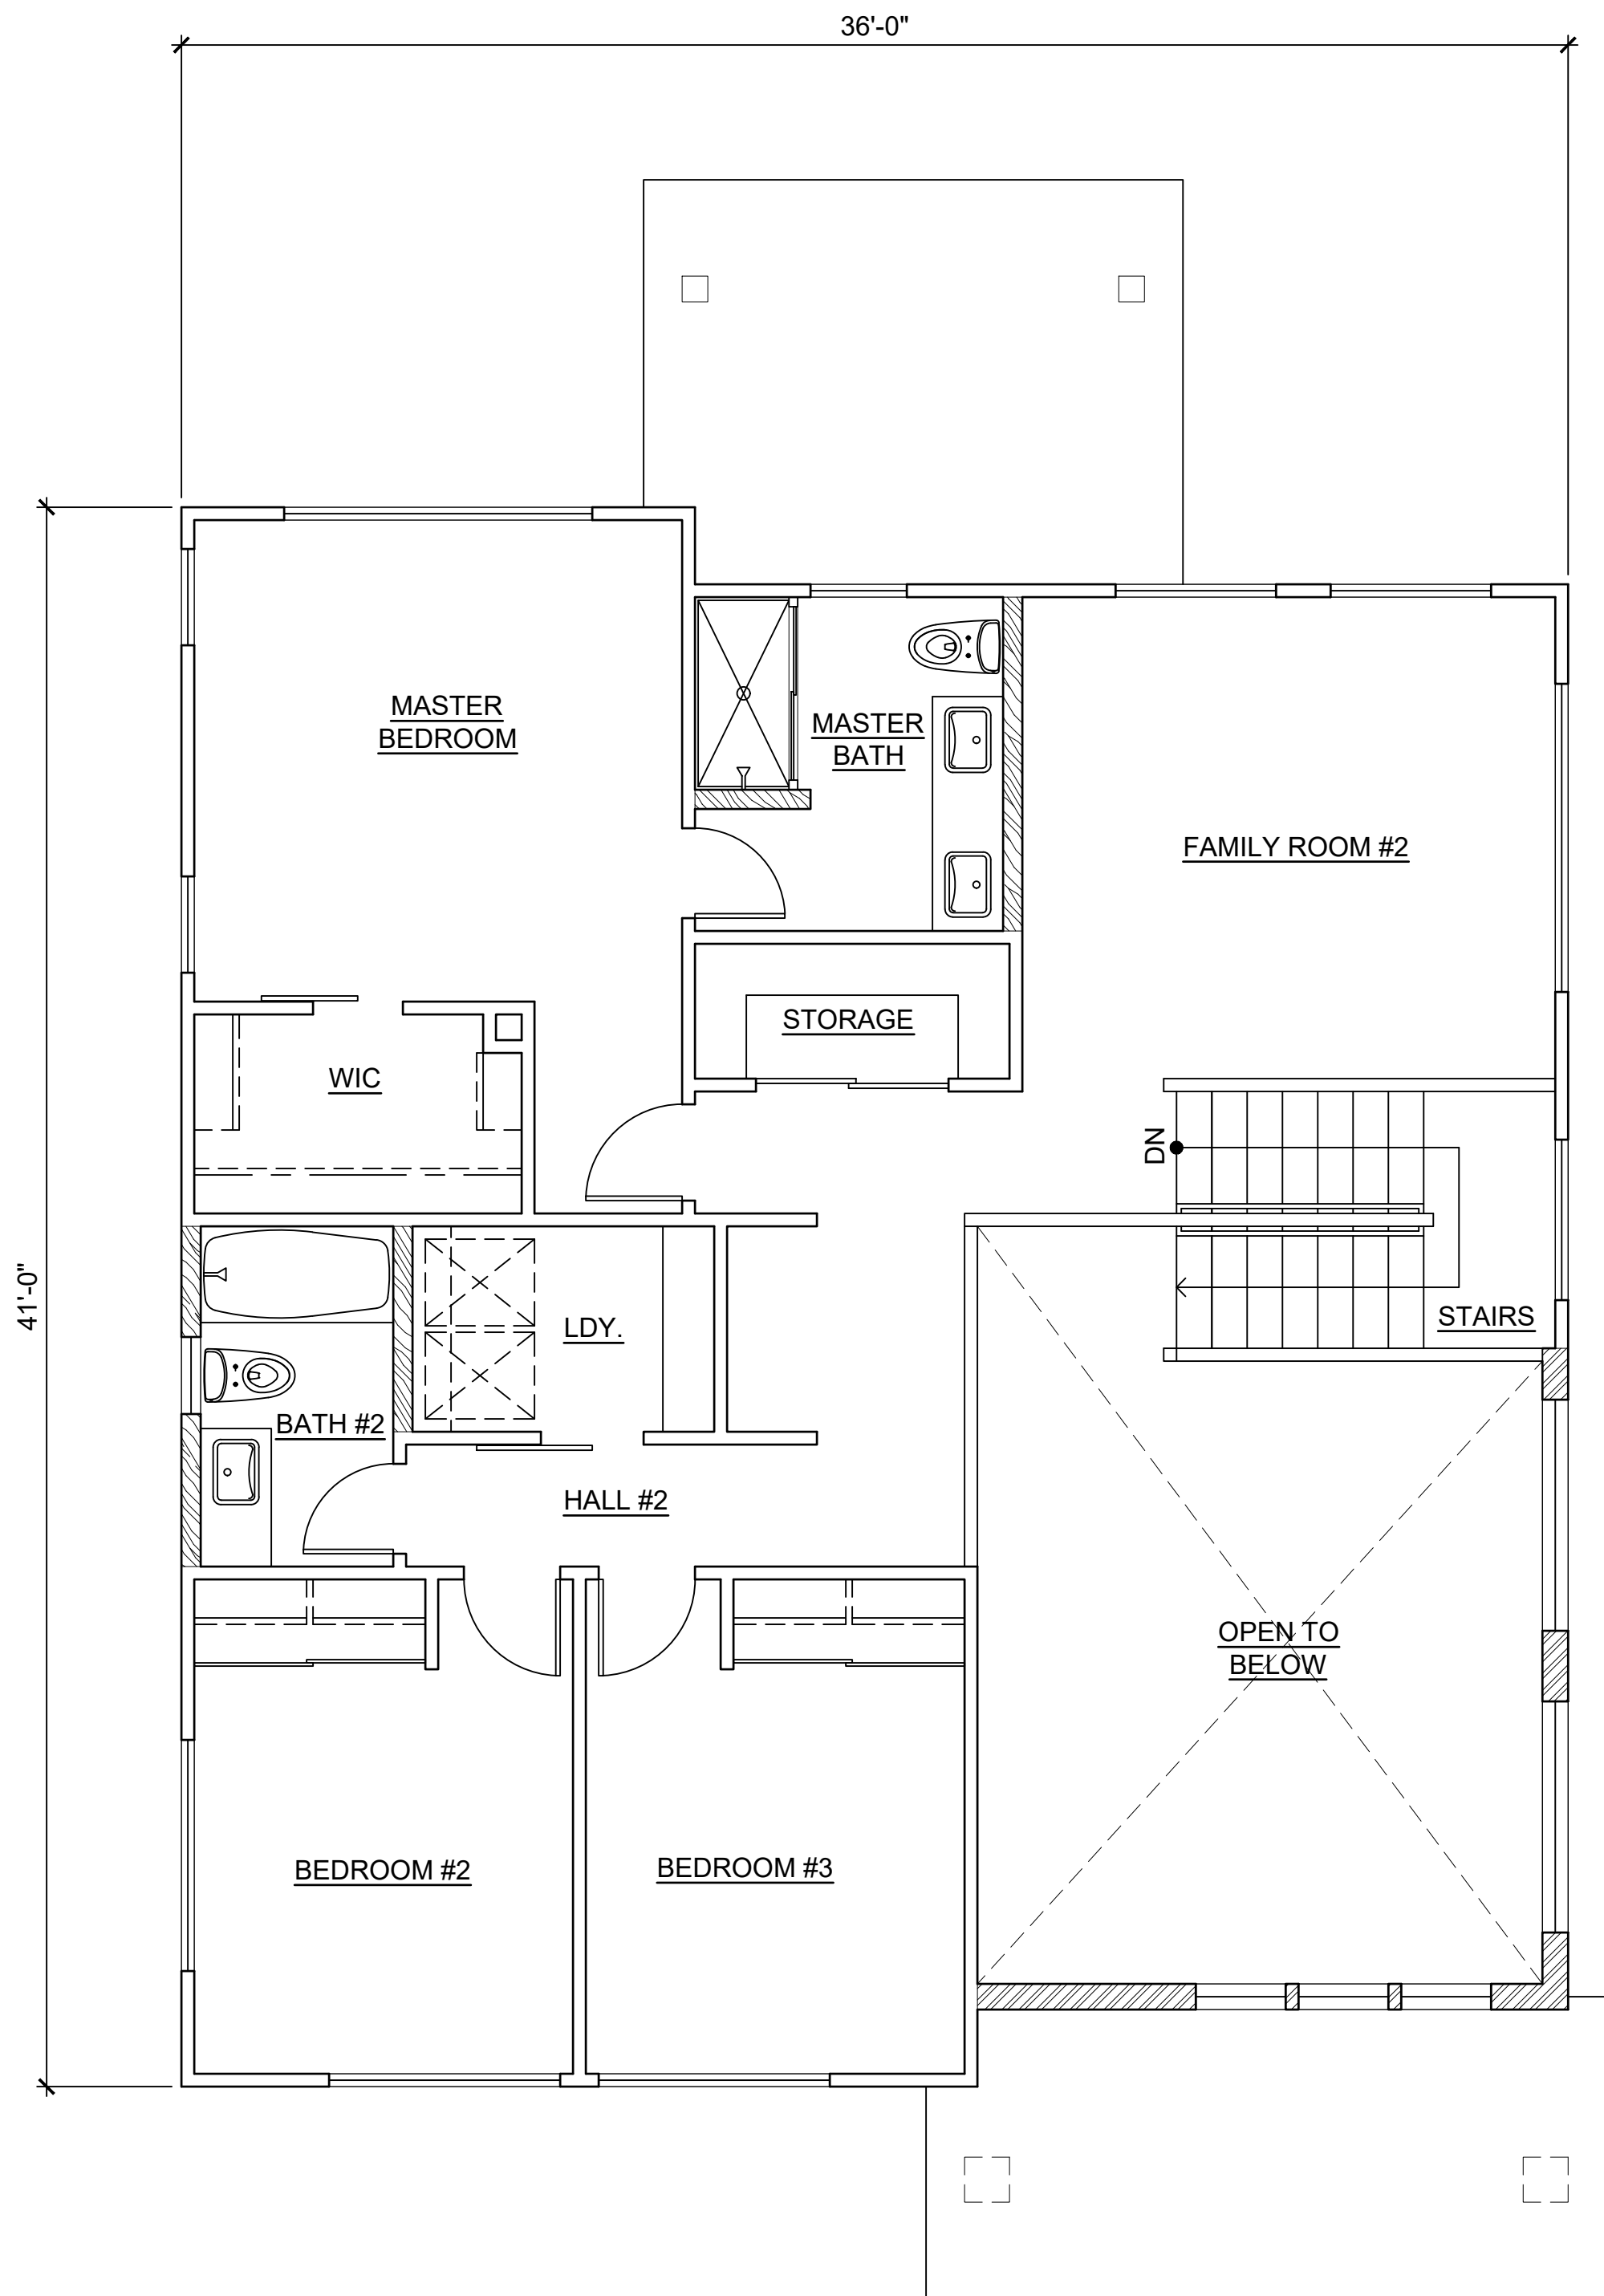 36'-0"
MASTER
BEDROOM
MASTER
BATH
FAMILY ROOM #2
STORAGE
WIC
DN
41'-0"
STAIRS
LDY.
BATH #2
HALL #2
OPEN TO
BELOW
BEDROOM #2
BEDROOM #3